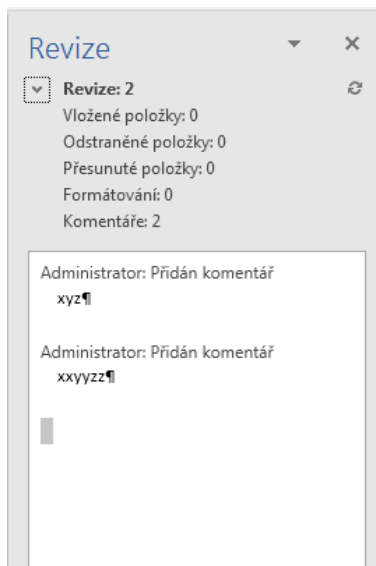 Revize
Revize: 2
Vložené položky: 0
Odstraněné položky: 0
Přesunuté položky: 0
Formátování: 0
Komentáře: 2
Administrator: Přidán komentář
xyz¶
Administrator: Přidán komentář
xxyyzz¶